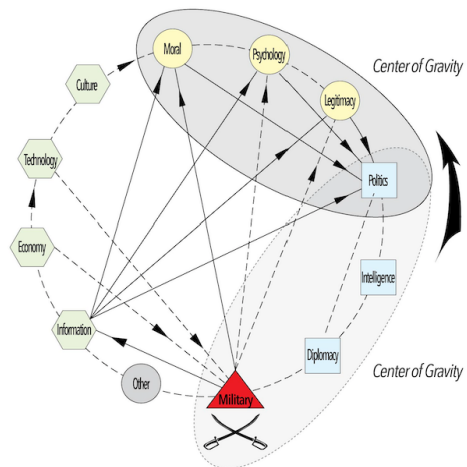 Moral
Psychology
Center of Gravity
Culture
Legitimacy
Technology
Politics
Economy
Intelligence
Information
Diplomacy
Other
Center of Gravity
Military